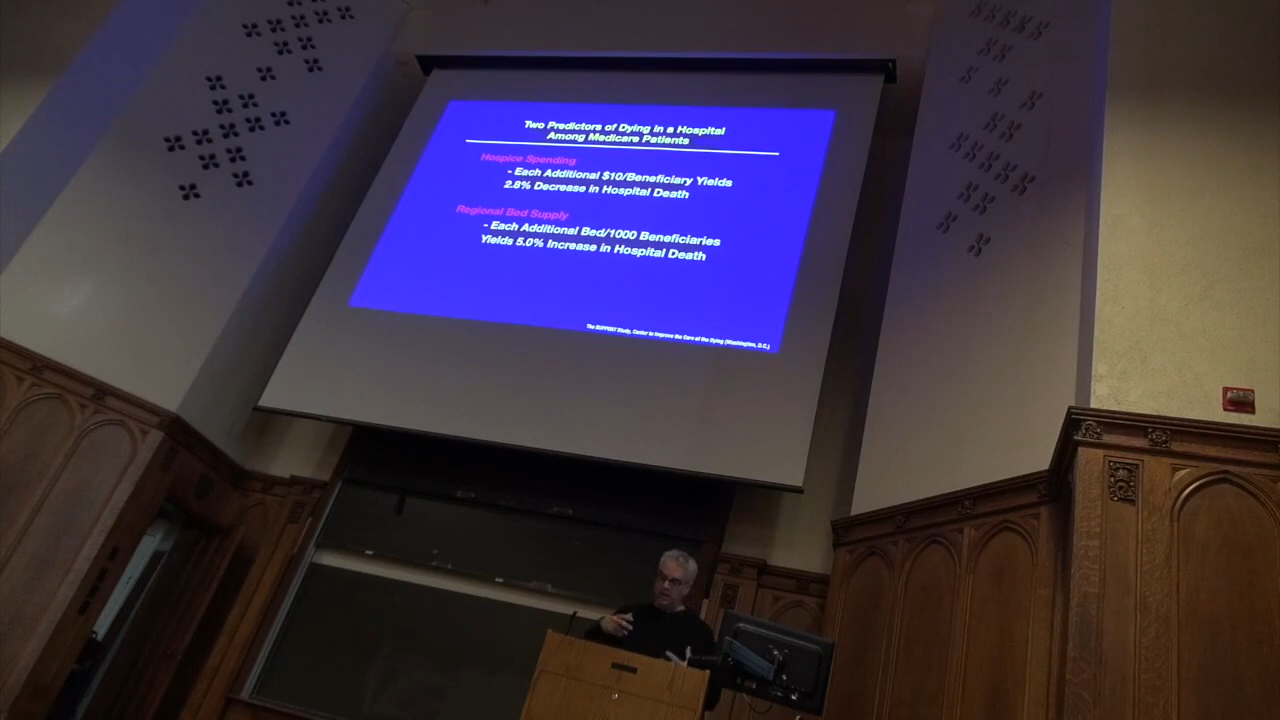 Two Predictors of Dying in a Hospital
Among Medicare Patients
Hospice Spending
- Each Additional $10/Beneficiary Yields
2.8% Decrease in Hospital Death
Regional Bed Supply
- Each Additional Bed/1000 Beneficiaries
Yields 5.0% Increase in Hospital Death
The SUPPORT Study, Center to Improve the Care of the Dying (Washington, D.C.)